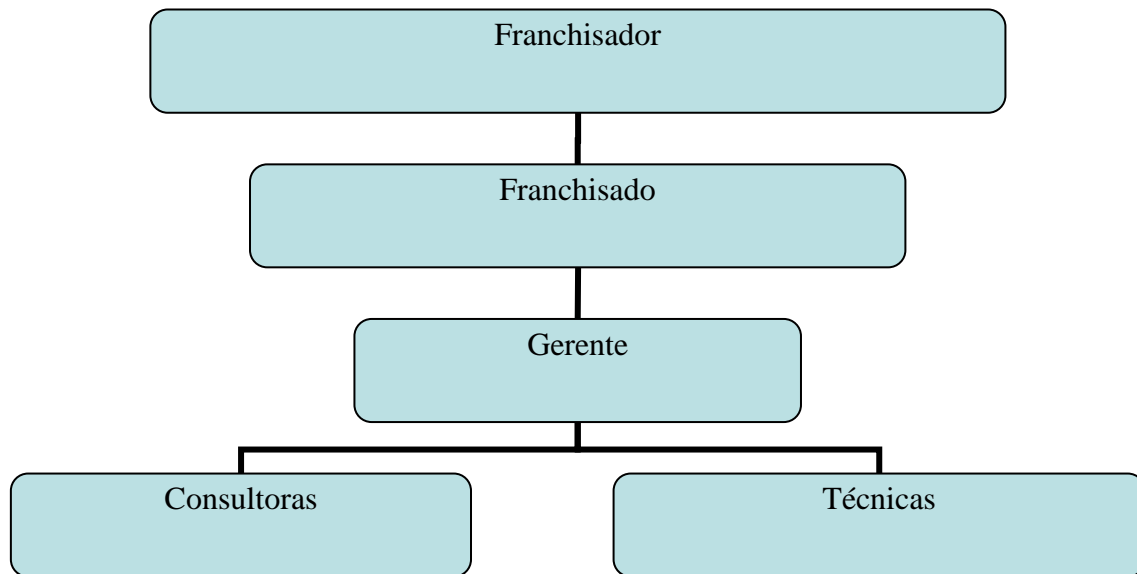 Franchisador
Franchisado
Gerente
Consultoras
Técnicas